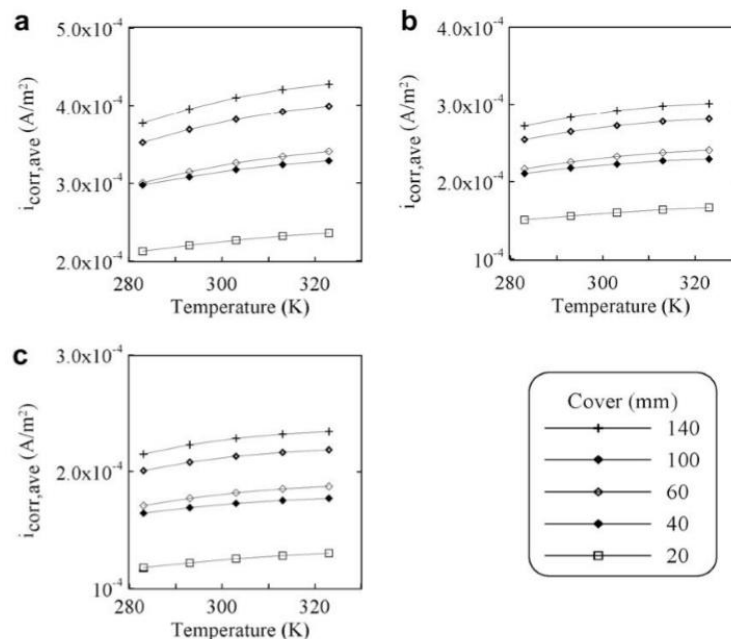 a
5.0x10⁻⁴
4.0x10⁻⁴
3.0x10⁻⁴
2.0x10⁻⁴
i_corr,ave (A/m²)
280 300 320
Temperature (K)
b
4.0x10⁻⁴
3.0x10⁻⁴
2.0x10⁻⁴
10⁻⁴
i_corr,ave (A/m²)
280 300 320
Temperature (K)
c
3.0x10⁻⁴
2.0x10⁻⁴
10⁻⁴
i_corr,ave (A/m²)
280 300 320
Temperature (K)
Cover (mm)
140
100
60
40
20